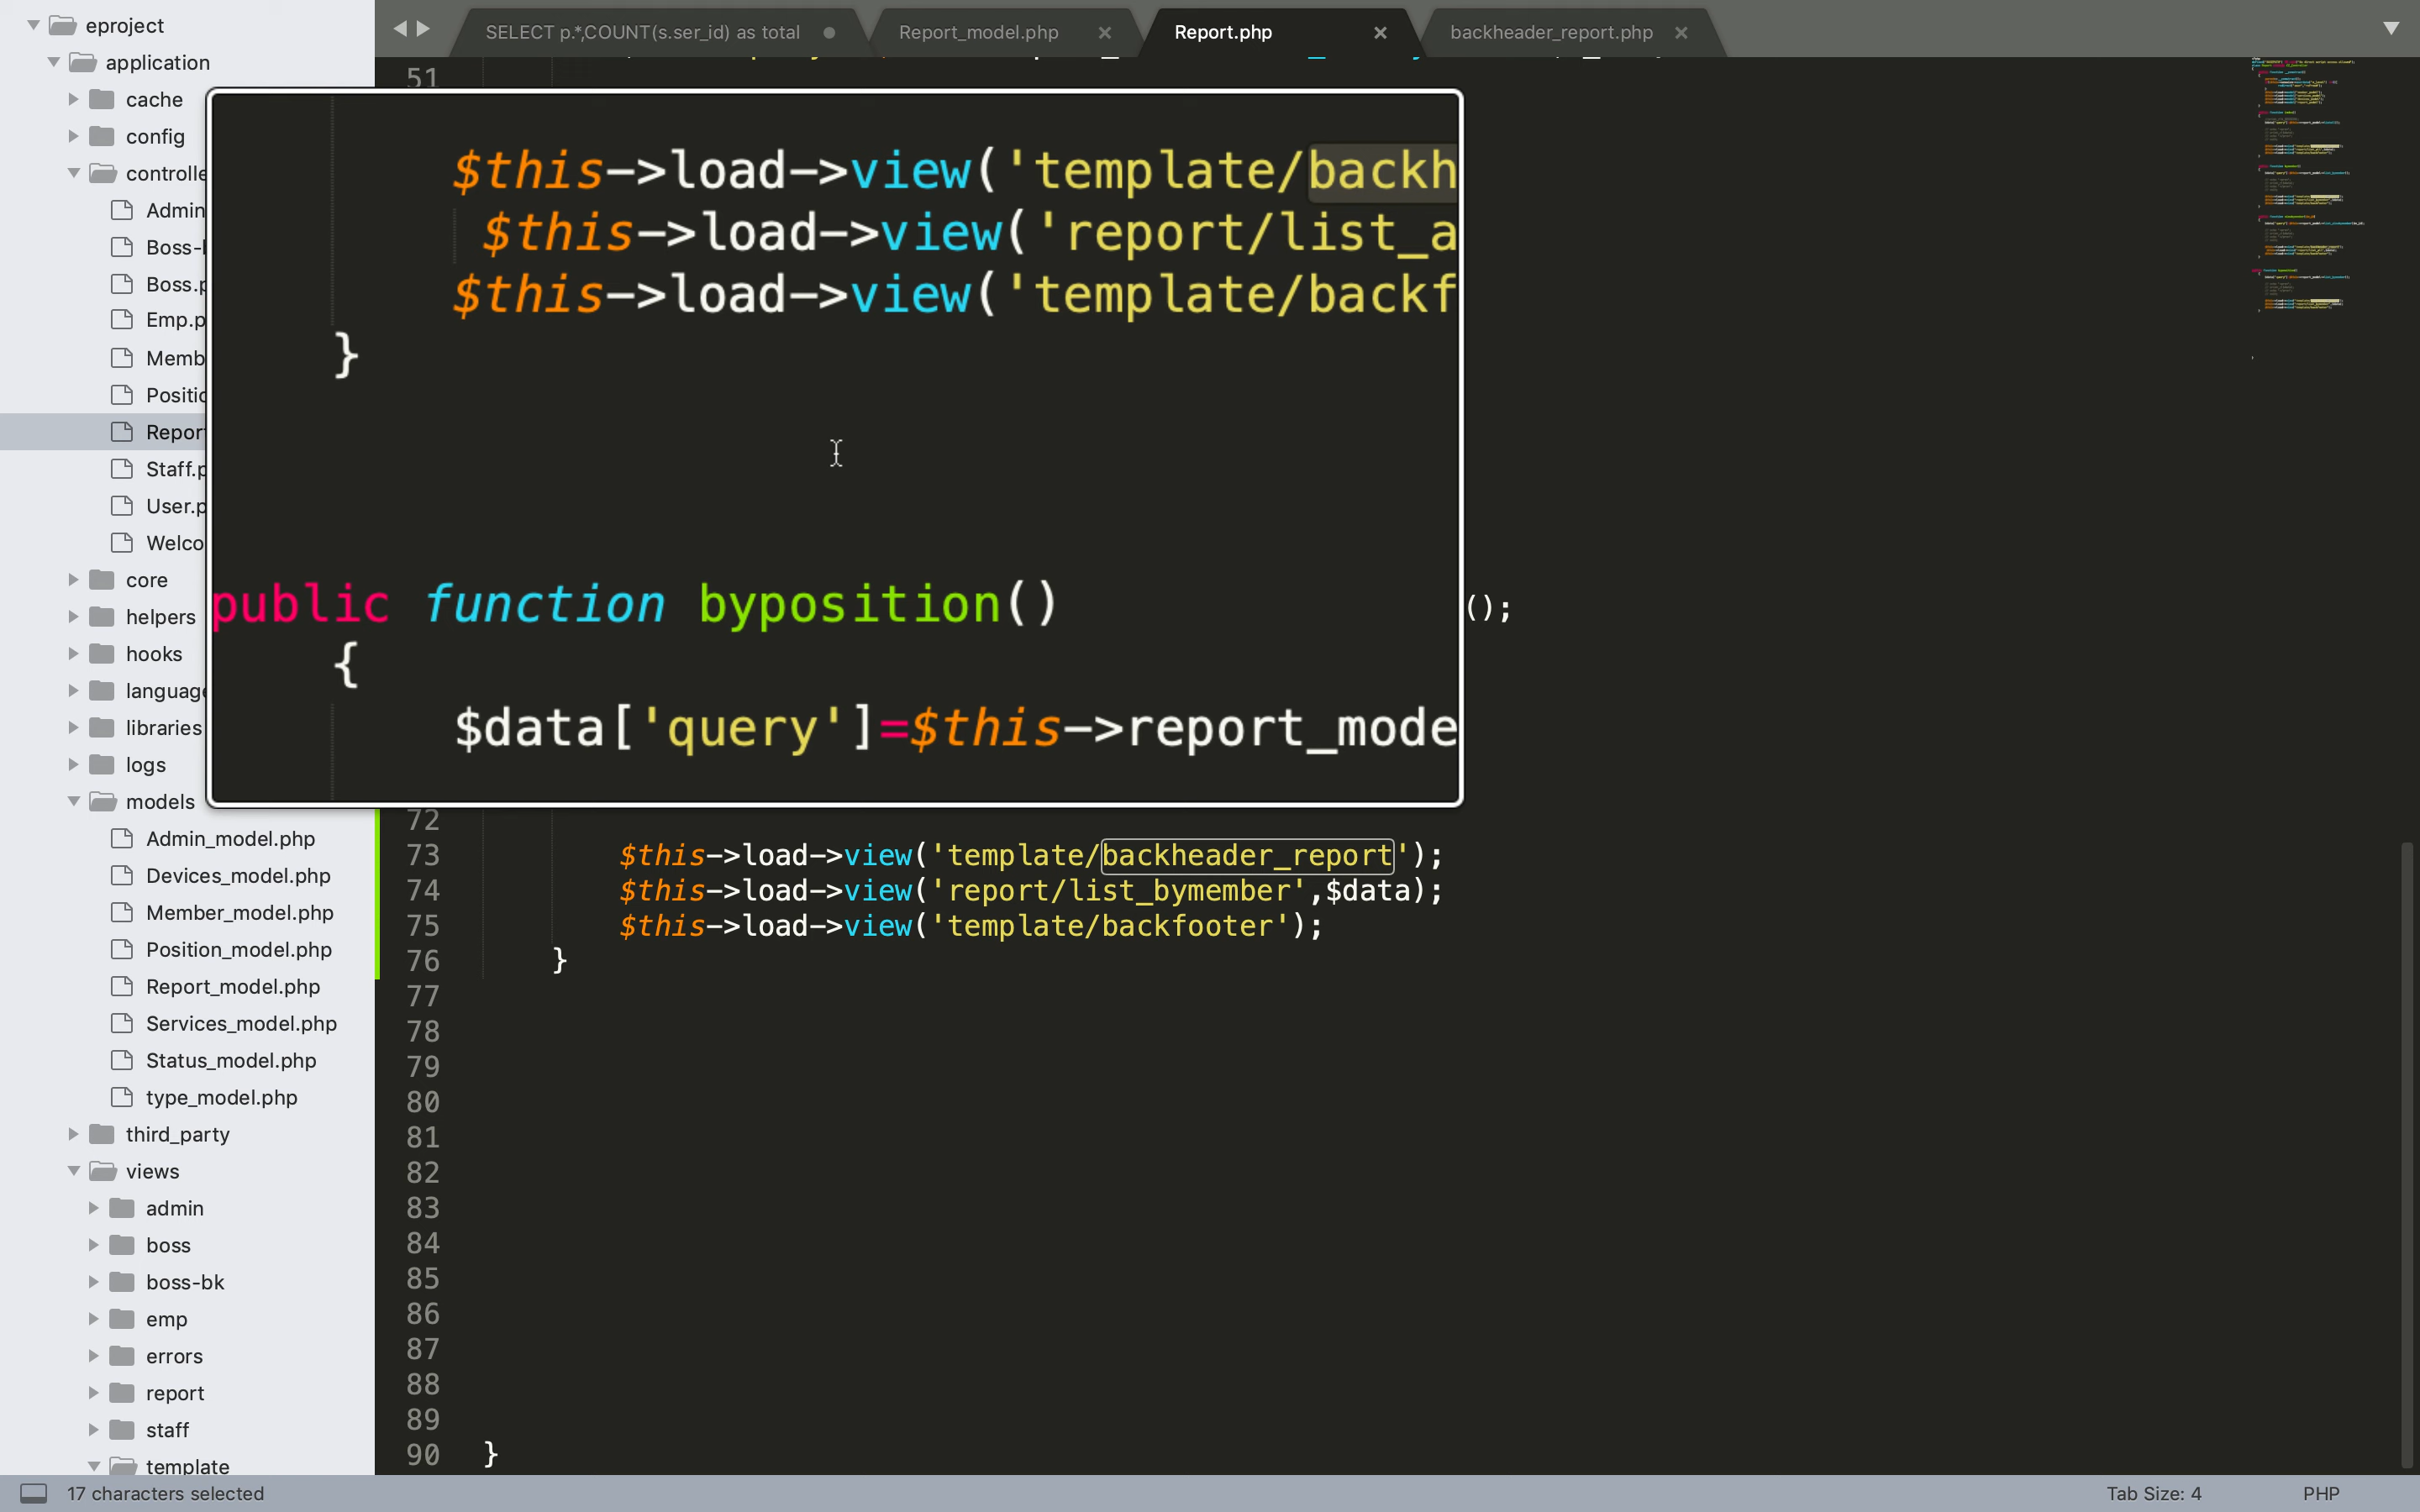 eproject
application
cache
config
controlle
Admin
Boss-
Boss.p
Emp.p
Memb
Positio
Repor
Staff.p
User.p
Welco
core
helpers
hooks
language
libraries
logs
models
Admin_model.php
Devices_model.php
Member_model.php
Position_model.php
Report_model.php
Services_model.php
Status_model.php
type_model.php
third_party
views
admin
boss
boss-bk
emp
errors
report
staff
template
SELECT p.*,COUNT(s.ser_id) as total
Report_model.php
Report.php
backheader_report.php
51
$this->load->view('template/backh
$this->load->view('report/list_a
$this->load->view('template/backf
}
public function byposition()
{
$data['query']=$this->report_mode
();
72
73 $this->load->view('template/backheader_report');
74 $this->load->view('report/list_bymember',$data);
75 $this->load->view('template/backfooter');
76 }
77
78
79
80
81
82
83
84
85
86
87
88
89
90 }
17 characters selected
Tab Size: 4
PHP